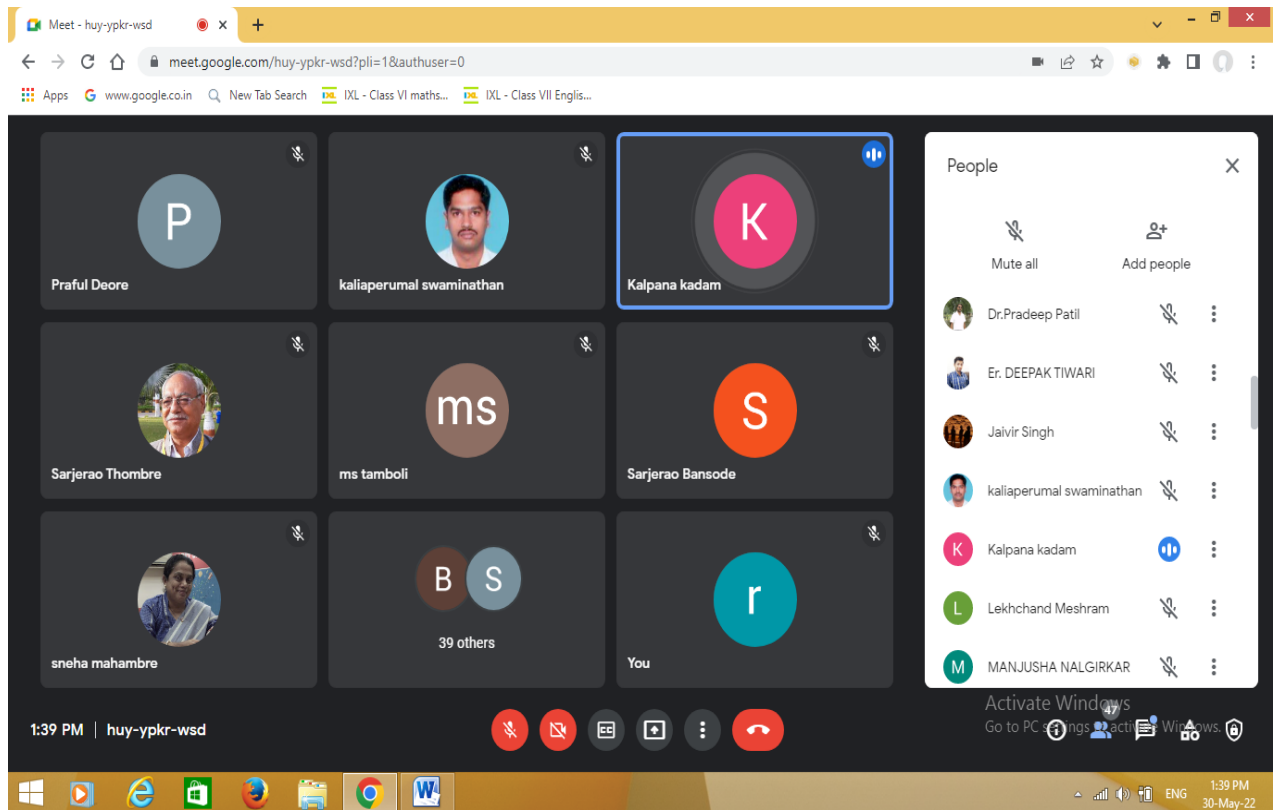 Meet - huy-ypkr-wsd
meet.google.com/huy-ypkr-wsd?pli=1&authuser=0
Apps G www.google.co.in New Tab Search IXL IXL - Class VI maths... IXL IXL - Class VII Englis...
P
Praful Deore
kaliaperumal swaminathan
K
Kalpana kadam
Sarjerao Thombre
ms
ms tamboli
S
Sarjerao Bansode
sneha mahambre
B S
39 others
r
You
People
Mute all Add people
Dr.Pradeep Patil
Er. DEEPAK TIWARI
Jaivir Singh
kaliaperumal swaminathan
K Kalpana kadam
L Lekhchand Meshram
M MANJUSHA NALGIRKAR
Activate Windows
47
Go to PC settings to activate Windows.
1:39 PM | huy-ypkr-wsd
CC
W
ENG
1:39 PM
30-May-22